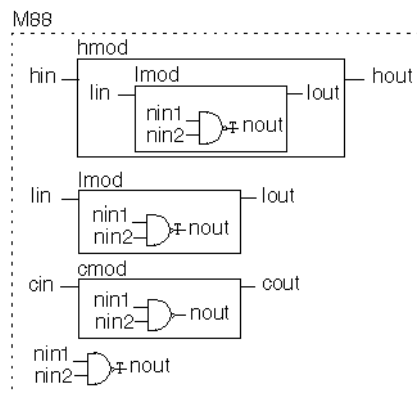 M88
hmod
hin
lmod
lin
lout
hout
nin1
nin2
nout
lmod
lin
lout
nin1
nin2
nout
cmod
cin
cout
nin1
nin2
nout
nin1
nin2
nout